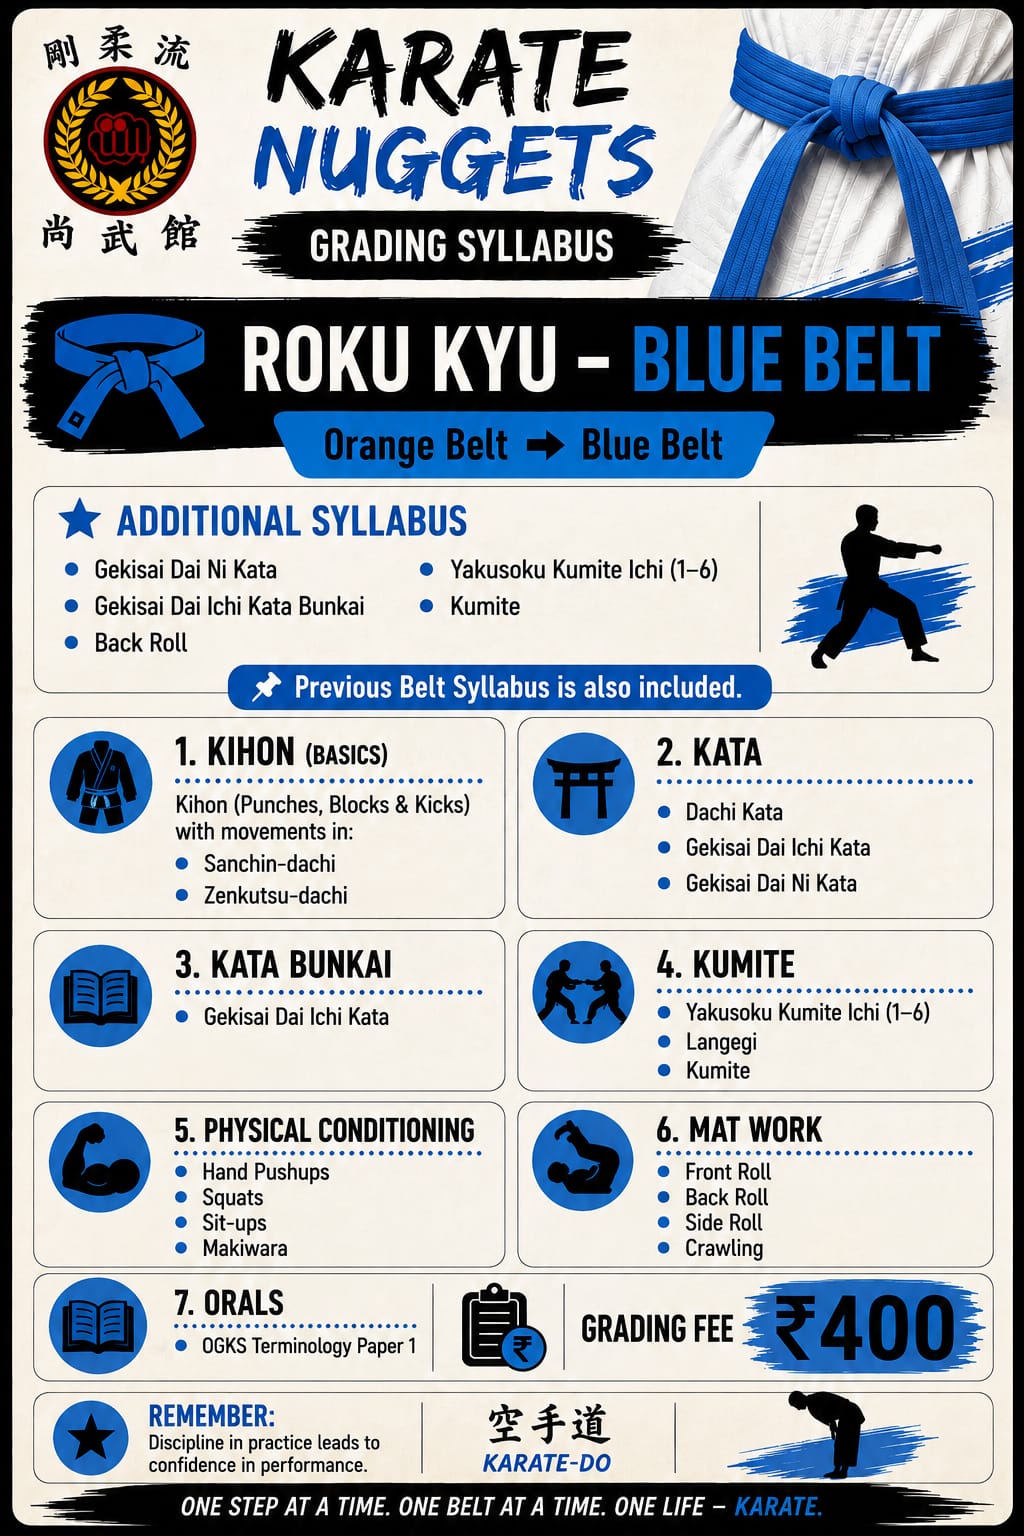 剛柔流
尚武館
KARATE
NUGGETS
GRADING SYLLABUS
ROKU KYU – BLUE BELT
Orange Belt → Blue Belt
ADDITIONAL SYLLABUS
• Gekisai Dai Ni Kata
• Gekisai Dai Ichi Kata Bunkai
• Back Roll
• Yakusoku Kumite Ichi (1–6)
• Kumite
Previous Belt Syllabus is also included.
1. KIHON (BASICS)
Kihon (Punches, Blocks & Kicks)
with movements in:
• Sanchin-dachi
• Zenkutsu-dachi
2. KATA
• Dachi Kata
• Gekisai Dai Ichi Kata
• Gekisai Dai Ni Kata
3. KATA BUNKAI
• Gekisai Dai Ichi Kata
4. KUMITE
• Yakusoku Kumite Ichi (1–6)
• Langegi
• Kumite
5. PHYSICAL CONDITIONING
• Hand Pushups
• Squats
• Sit-ups
• Makiwara
6. MAT WORK
• Front Roll
• Back Roll
• Side Roll
• Crawling
7. ORALS
• OGKS Terminology Paper 1
₹
GRADING FEE
₹400
REMEMBER:
Discipline in practice leads to
confidence in performance.
空手道
KARATE-DO
ONE STEP AT A TIME. ONE BELT AT A TIME. ONE LIFE – KARATE.